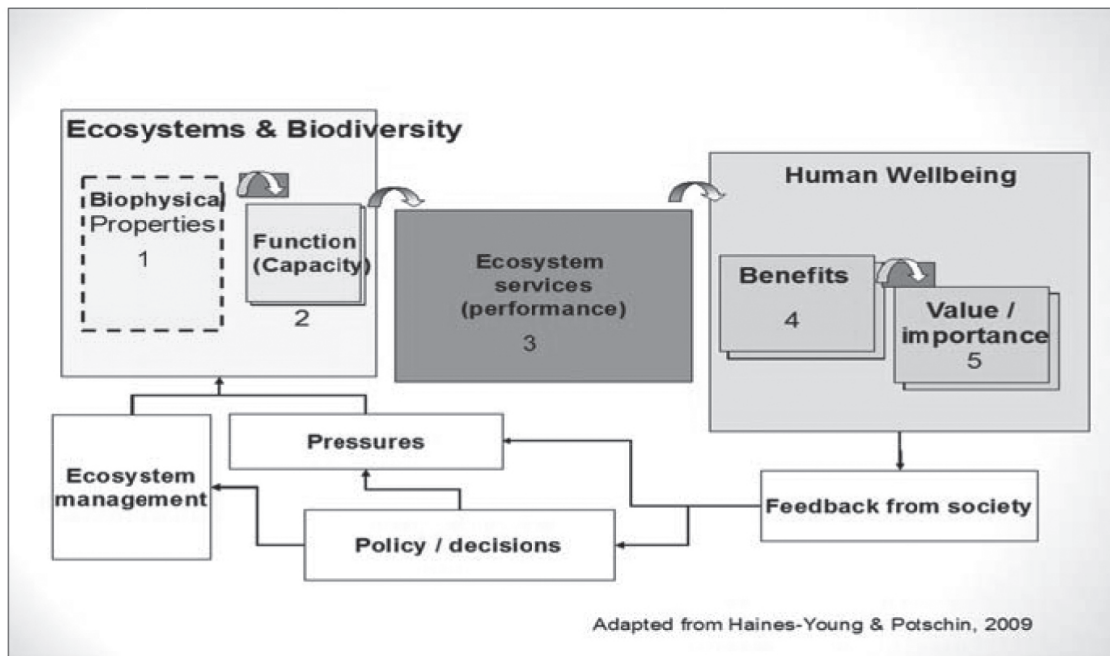 Ecosystems & Biodiversity
Biophysical
Properties
1
Function
(Capacity)
2
Ecosystem
services
(performance)
3
Human Wellbeing
Benefits
4
Value /
importance
5
Pressures
Ecosystem
management
Policy / decisions
Feedback from society
Adapted from Haines-Young & Potschin, 2009